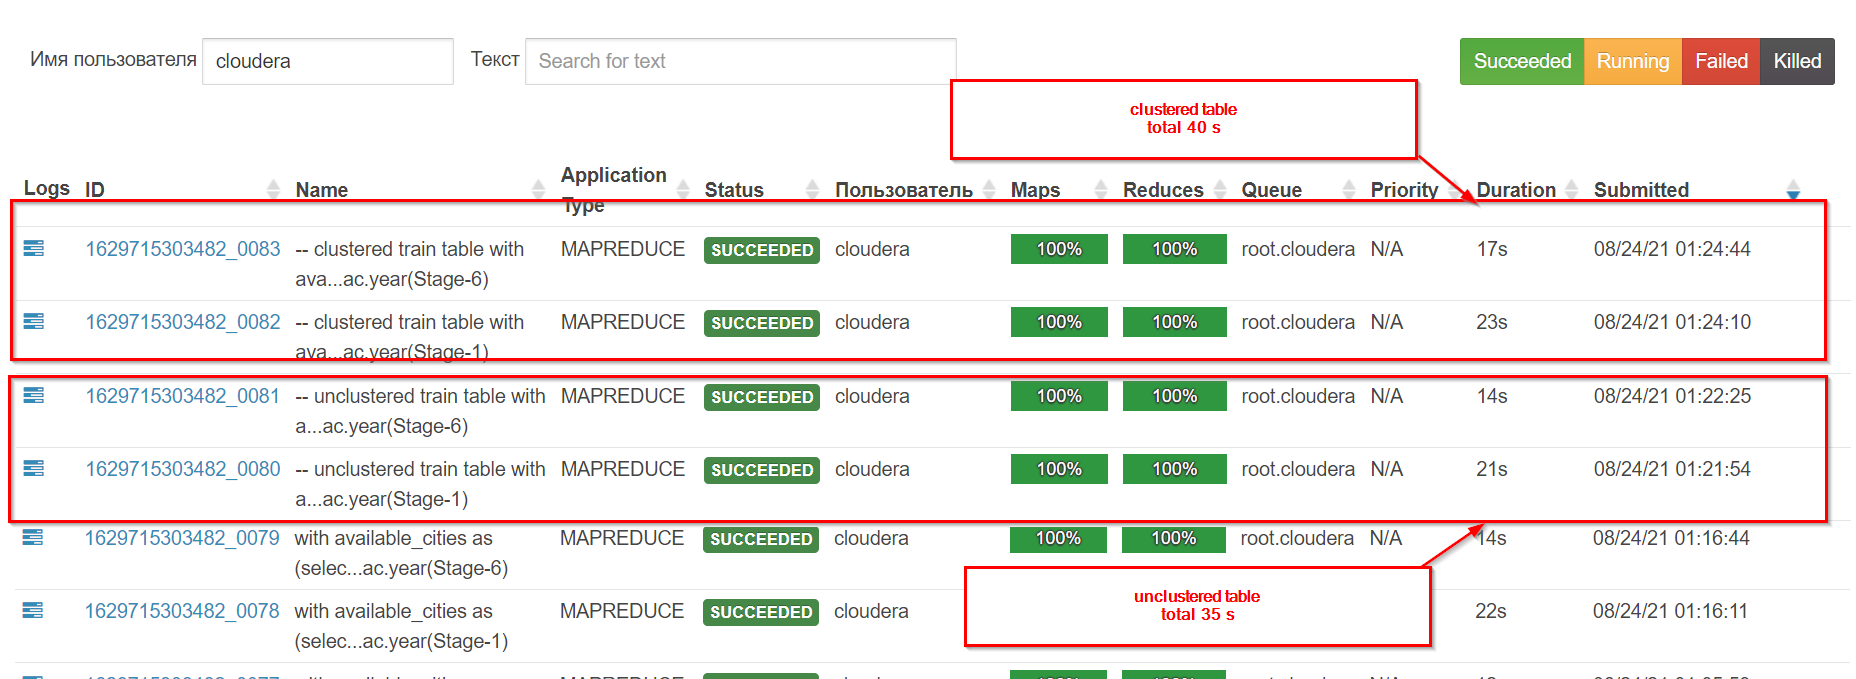 Имя пользователя cloudera Текст Search for text Succeeded Running Failed Killed
clustered table
total 40 s
Logs ID Name Application Type Status Пользователь Maps Reduces Queue Priority Duration Submitted
1629715303482_0083 -- clustered train table with MAPREDUCE SUCCEEDED cloudera 100% 100% root.cloudera N/A 17s 08/24/21 01:24:44
ava...ac.year(Stage-6)
1629715303482_0082 -- clustered train table with MAPREDUCE SUCCEEDED cloudera 100% 100% root.cloudera N/A 23s 08/24/21 01:24:10
ava...ac.year(Stage-1)
1629715303482_0081 -- unclustered train table with MAPREDUCE SUCCEEDED cloudera 100% 100% root.cloudera N/A 14s 08/24/21 01:22:25
a...ac.year(Stage-6)
1629715303482_0080 -- unclustered train table with MAPREDUCE SUCCEEDED cloudera 100% 100% root.cloudera N/A 21s 08/24/21 01:21:54
a...ac.year(Stage-1)
1629715303482_0079 with available_cities as MAPREDUCE SUCCEEDED cloudera 100% 100% root.cloudera N/A 14s 08/24/21 01:16:44
(selec...ac.year(Stage-6)
unclustered table
total 35 s
1629715303482_0078 with available_cities as MAPREDUCE SUCCEEDED cloudera 22s 08/24/21 01:16:11
(selec...ac.year(Stage-1)